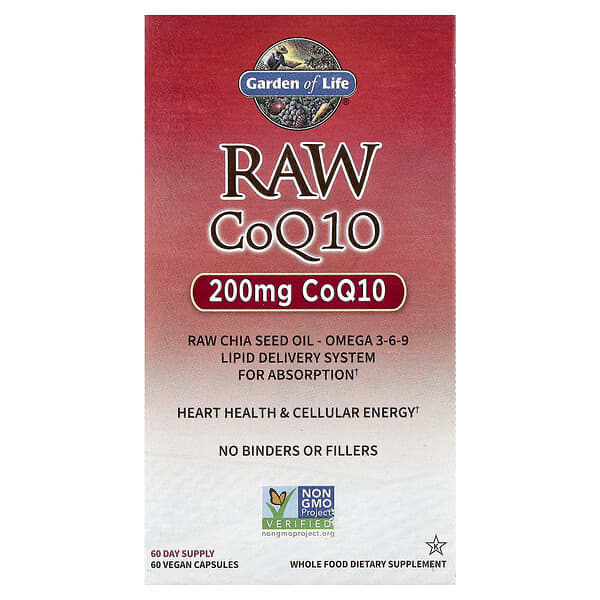 Garden of Life®
RAW
CoQ10
200mg CoQ10
RAW CHIA SEED OIL - OMEGA 3-6-9
LIPID DELIVERY SYSTEM
FOR ABSORPTION†
HEART HEALTH & CELLULAR ENERGY†
NO BINDERS OR FILLERS
NON
GMO
Project
VERIFIED
nongmoproject.org
60 DAY SUPPLY
60 VEGAN CAPSULES
K
WHOLE FOOD DIETARY SUPPLEMENT